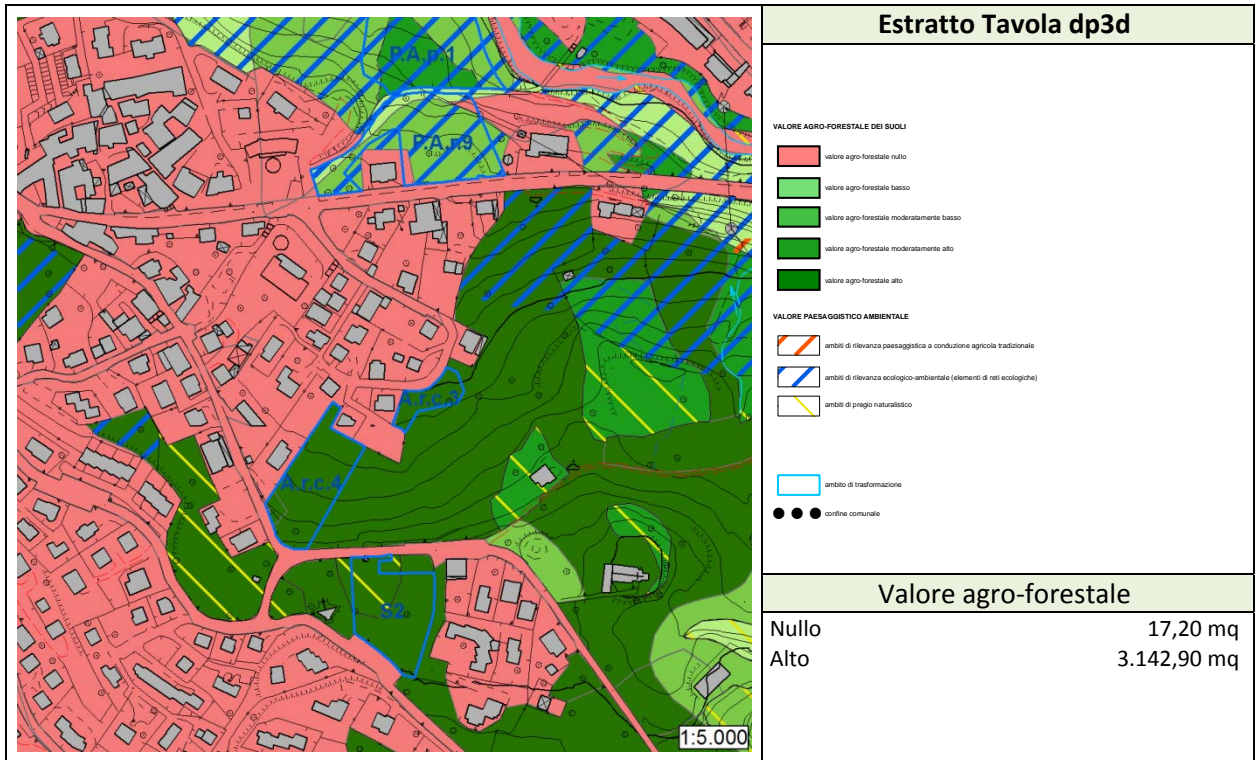 P.A.p.1
P.A.r.9
A.r.c.3
A.r.c.4
S2
1:5.000
Estratto Tavola dp3d
VALORE AGRO-FORESTALE DEI SUOLI
valore agro-forestale nullo
valore agro-forestale basso
valore agro-forestale moderatamente basso
valore agro-forestale moderatamente alto
valore agro-forestale alto
VALORE PAESAGGISTICO AMBIENTALE
ambiti di rilevanza paesaggistica a conduzione agricola tradizionale
ambiti di rilevanza ecologico-ambientale (elementi di reti ecologiche)
ambiti di pregio naturalistico
ambito di trasformazione
confine comunale
Valore agro-forestale
Nullo 17,20 mq
Alto 3.142,90 mq